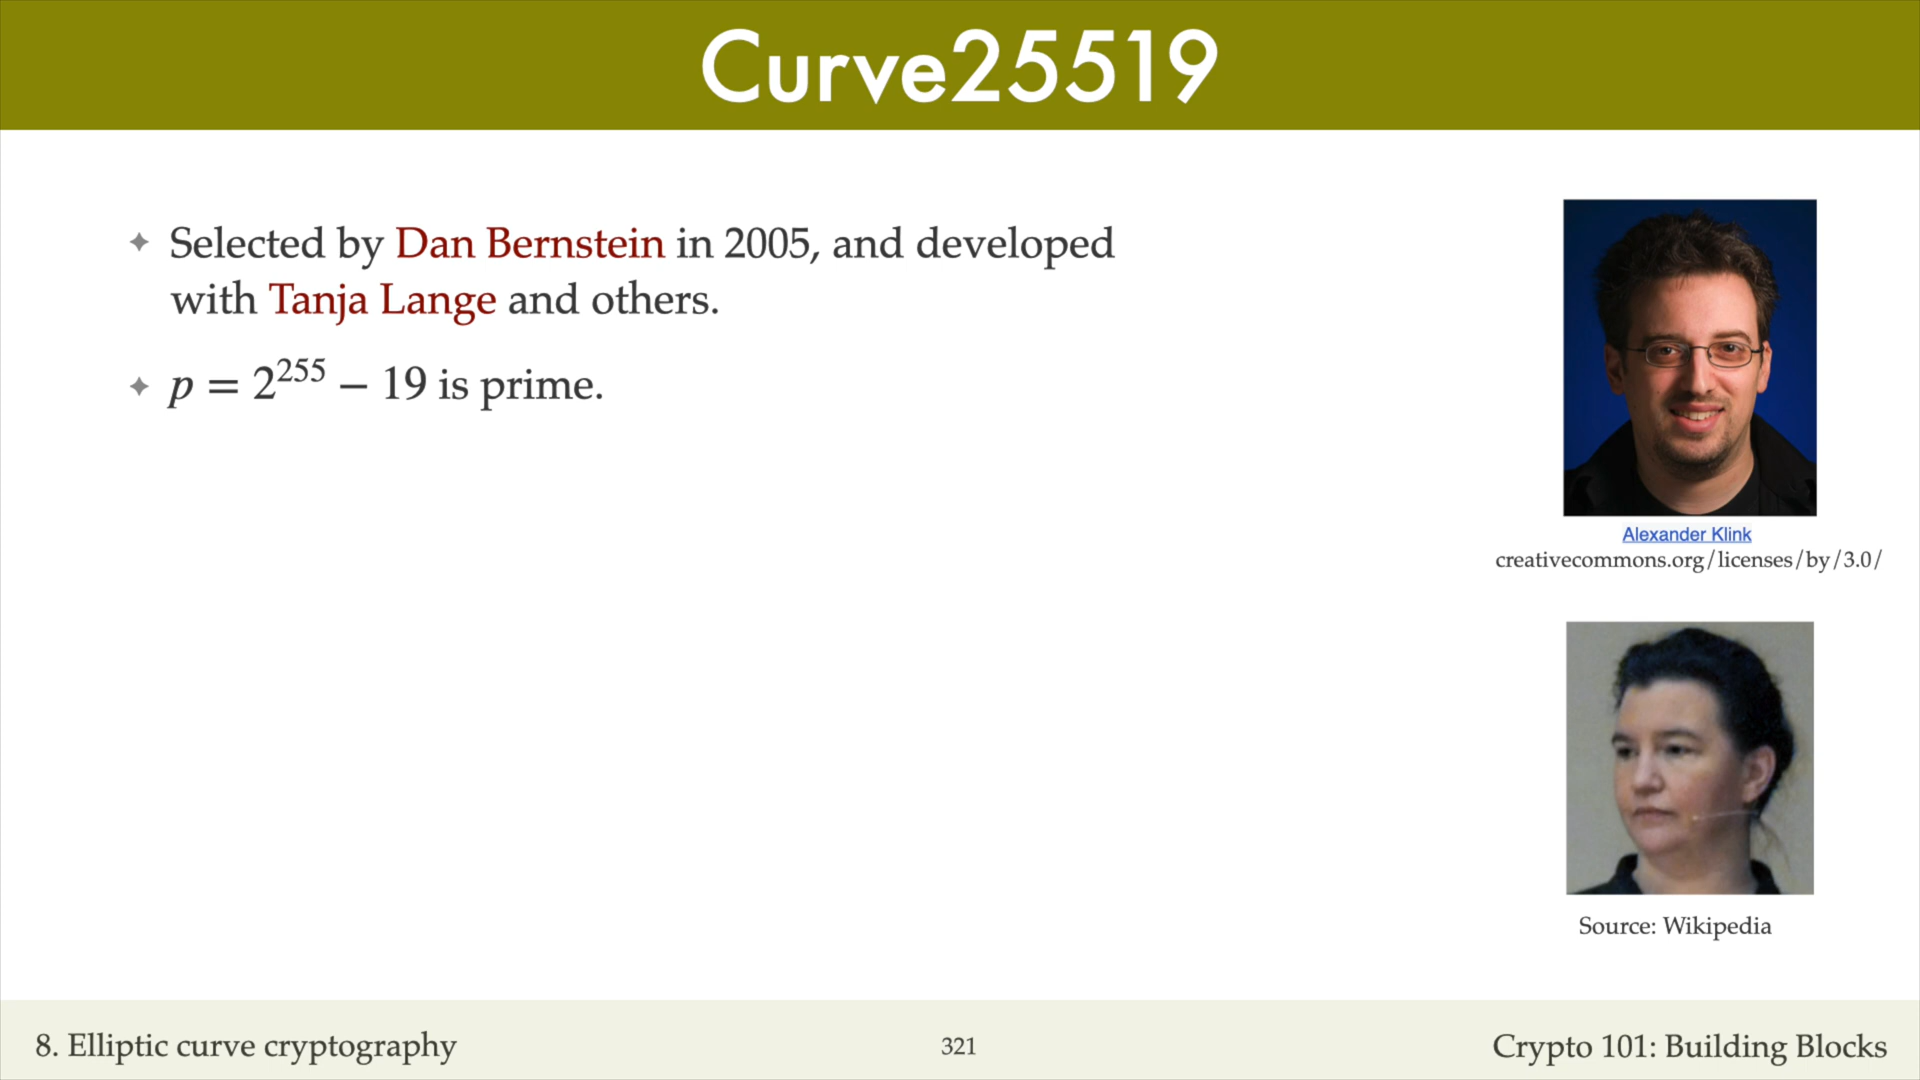 Curve25519
✦ Selected by Dan Bernstein in 2005, and developed
with Tanja Lange and others.
✦ p = 2²⁵⁵ – 19 is prime.
Alexander Klink
creativecommons.org/licenses/by/3.0/
Source: Wikipedia
8. Elliptic curve cryptography
321
Crypto 101: Building Blocks